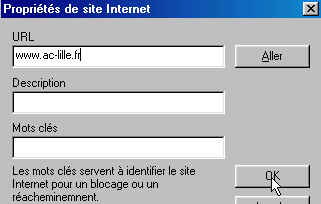 Propriétés de site Internet
URL
www.ac-lille.fr
Aller
Description
Mots clés
Les mots clés servent à identifier le site
Internet pour un blocage ou un
réacheminemnent.
OK